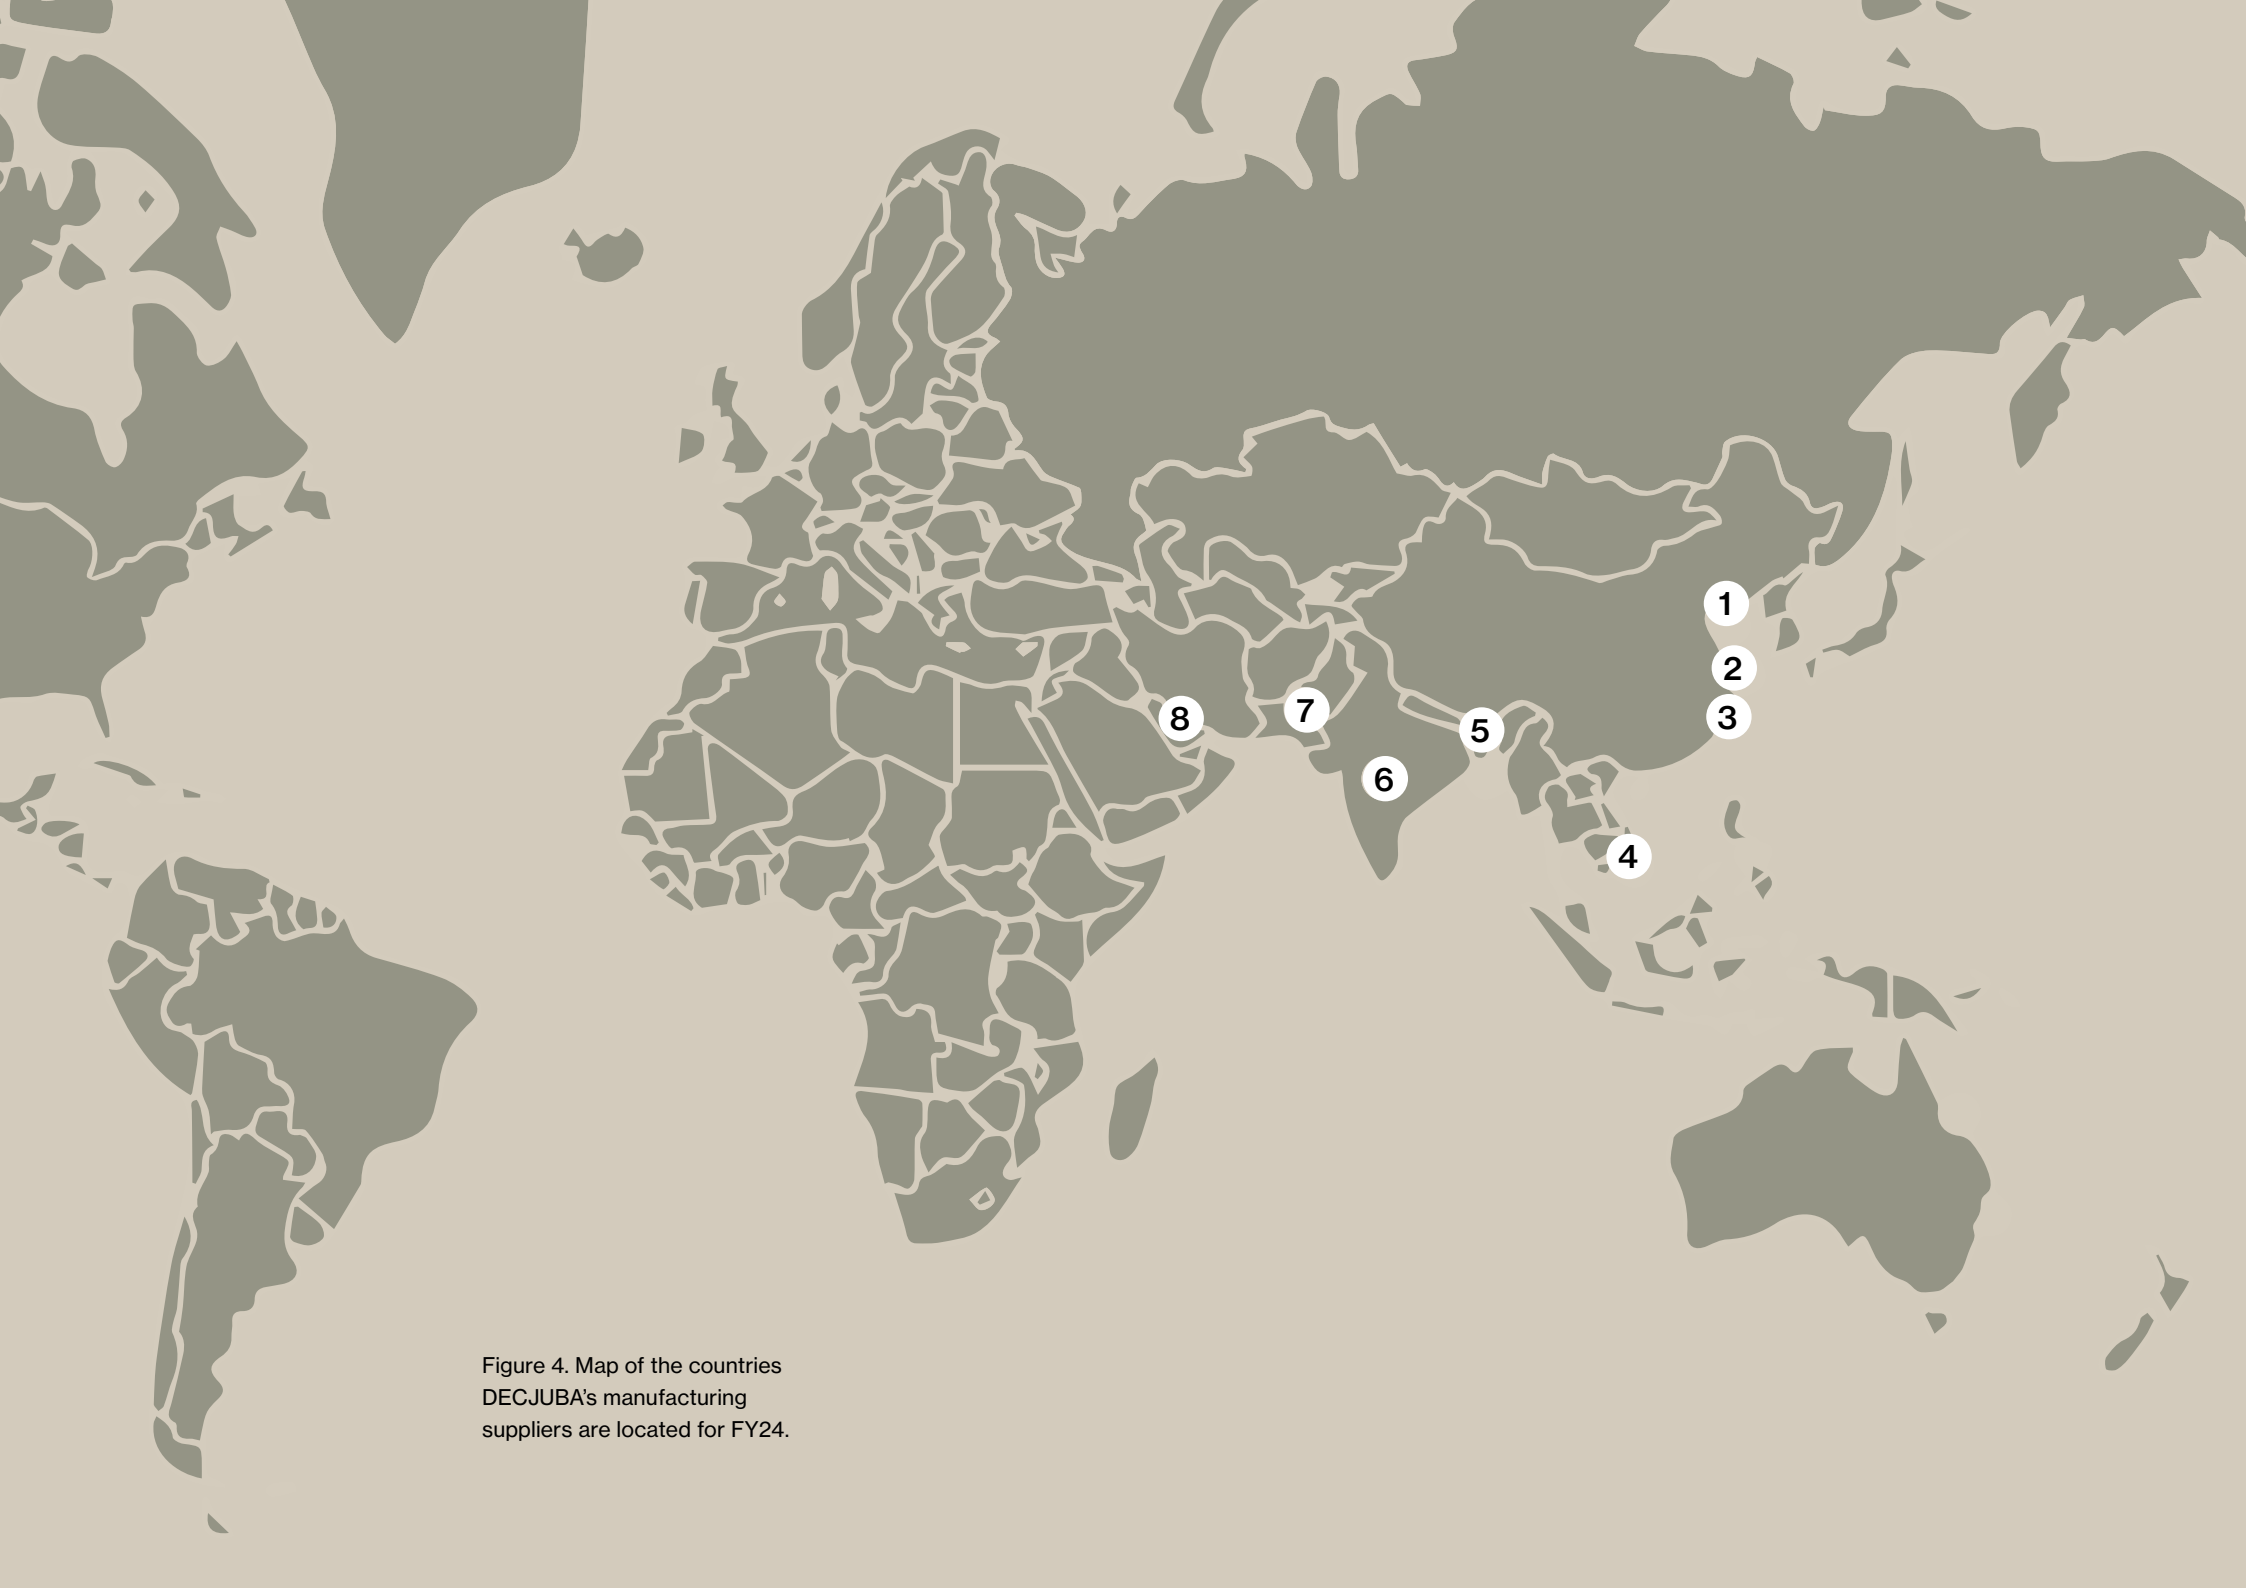 1
2
3
8
7
5
6
4
Figure 4. Map of the countries
DECJUBA’s manufacturing
suppliers are located for FY24.